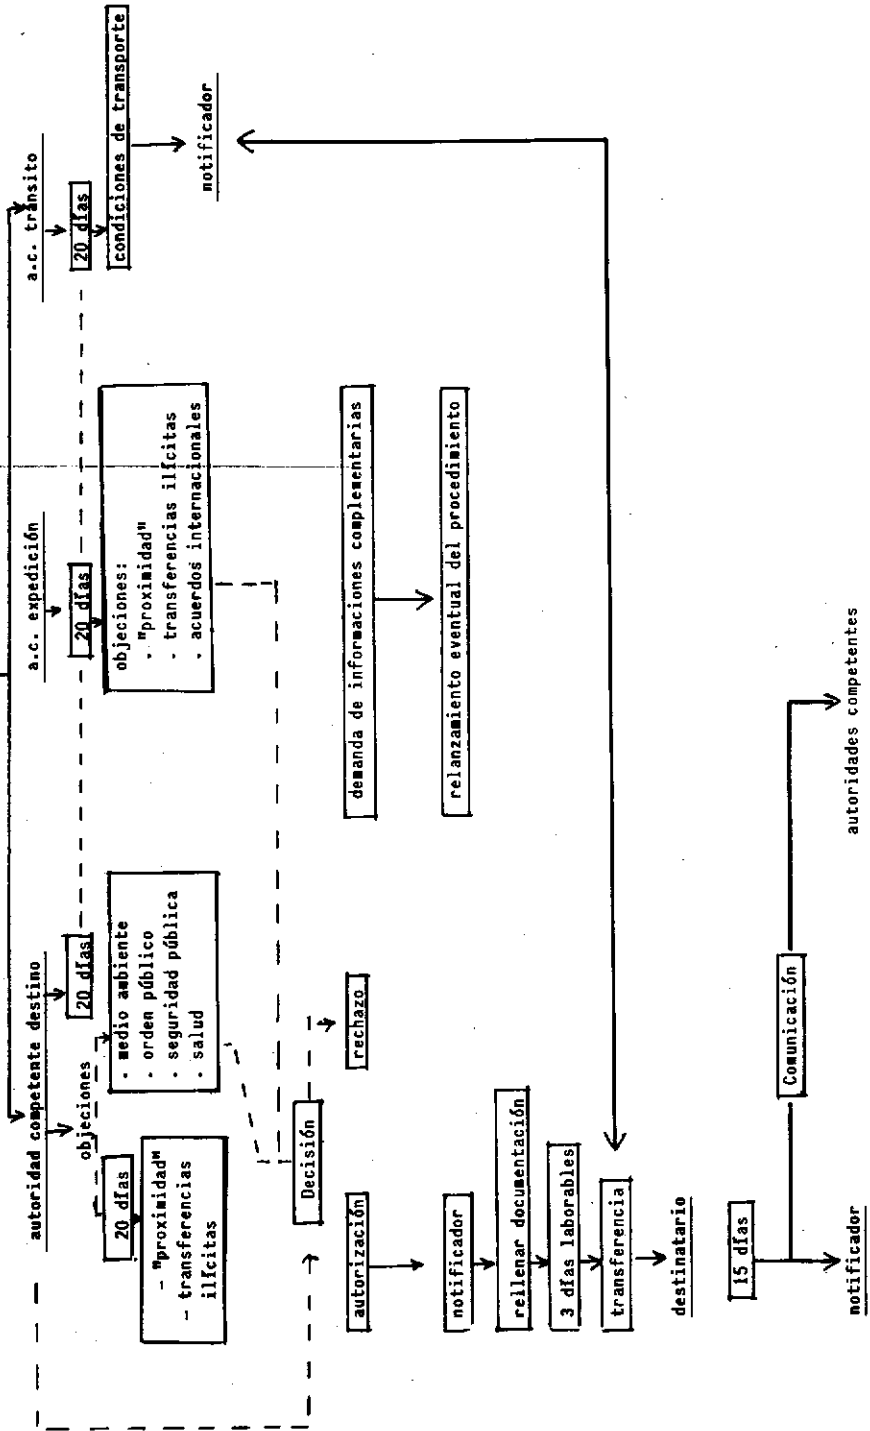 autoridad competente destino
a.c. expedición
a.c. tránsito
objeciones
20 días
20 días
20 días
20 días
- "proximidad"
- transferencias
ilícitas
· medio ambiente
· orden público
· seguridad pública
· salud
objeciones:
- "proximidad"
· transferencias ilícitas
· acuerdos internacionales
condiciones de transporte
notificador
Decisión
autorización
rechazo
demanda de informaciones complementarias
notificador
relanzamiento eventual del procedimiento
rellenar documentación
3 días laborables
transferencia
destinatario
15 días
Comunicación
notificador
autoridades competentes